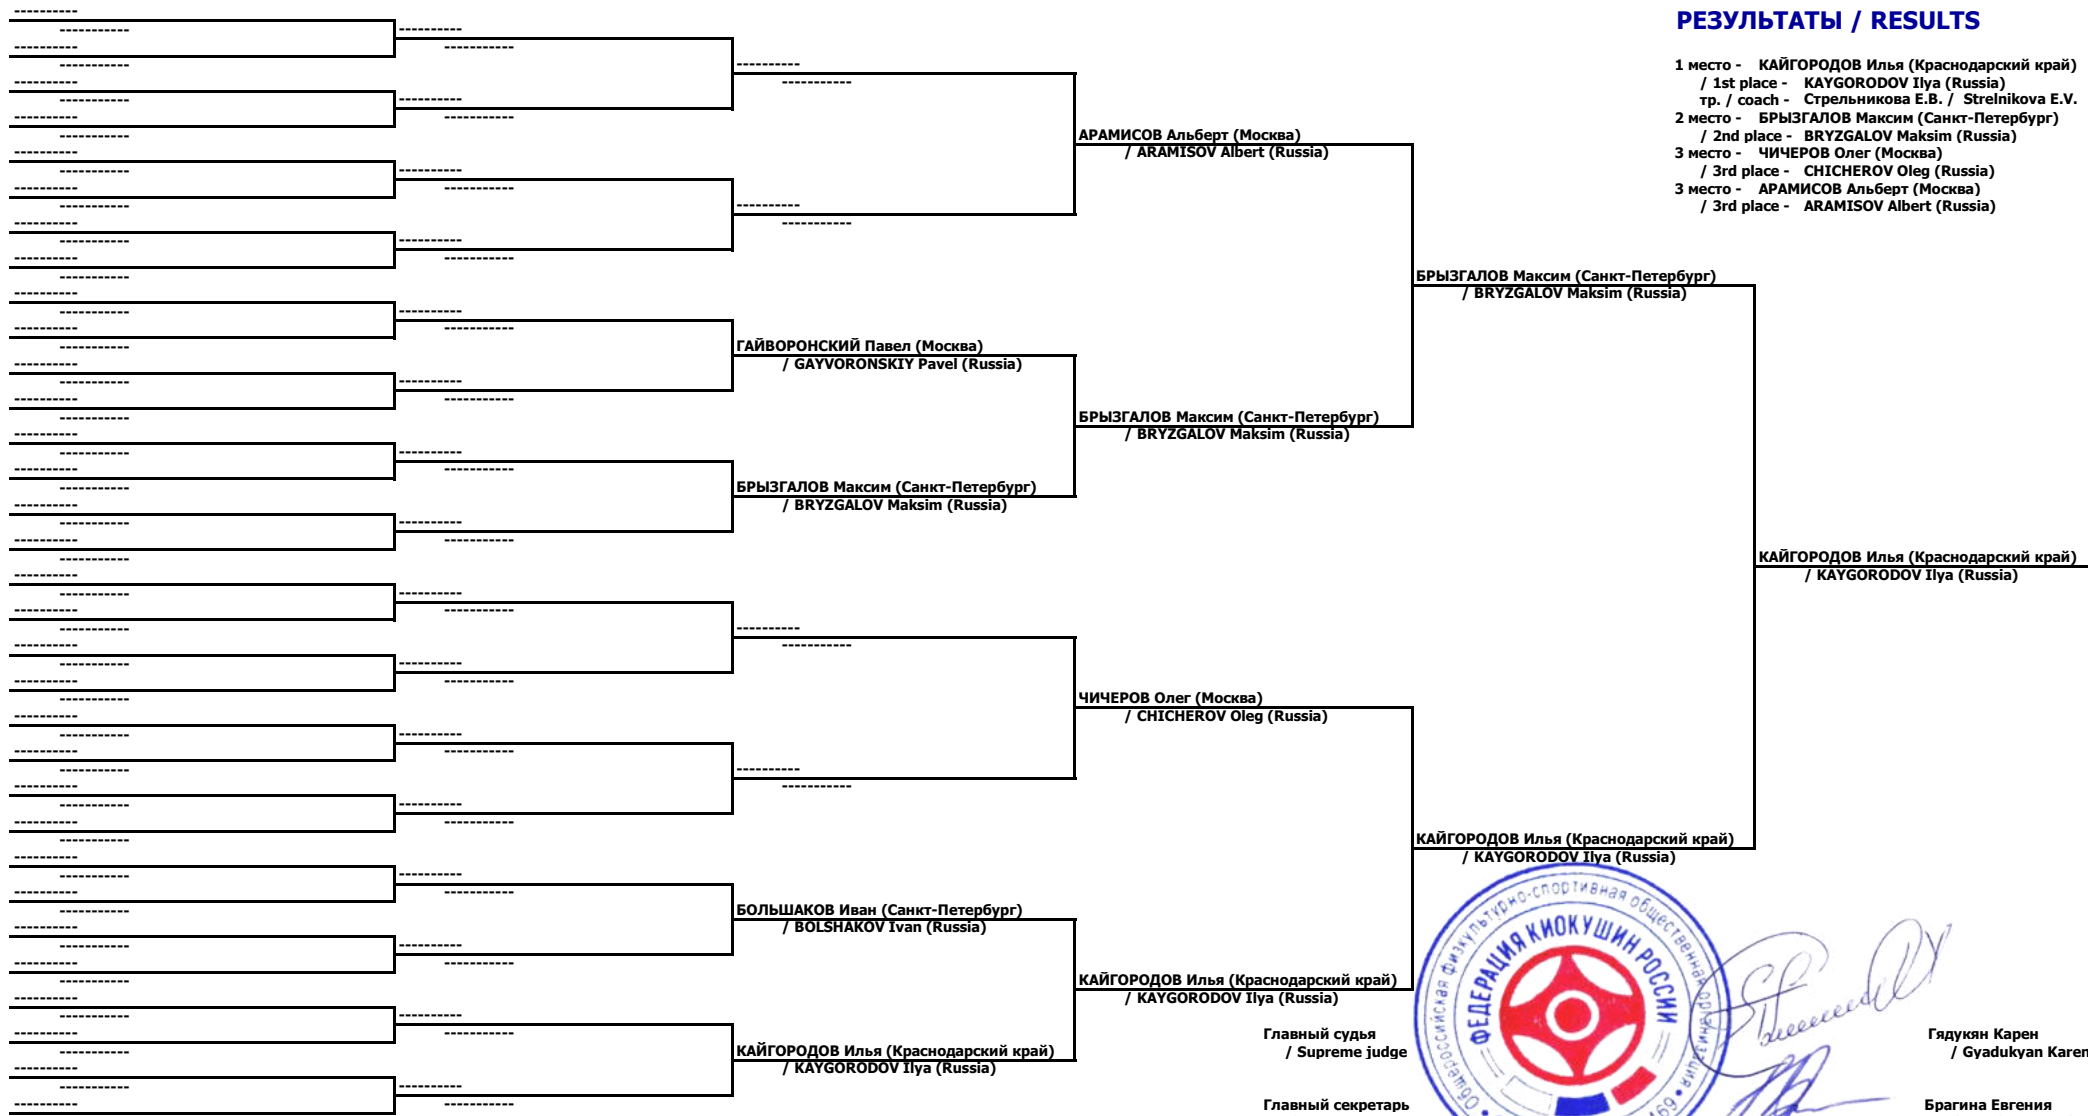 РЕЗУЛЬТАТЫ / RESULTS
1 место - КАЙГОРОДОВ Илья (Краснодарский край)
/ 1st place - KAYGORODOV Ilya (Russia)
тр. / coach - Стрельникова Е.В. / Strelnikova E.V.
2 место - БРЫЗГАЛОВ Максим (Санкт-Петербург)
/ 2nd place - BRYZGALOV Maksim (Russia)
3 место - ЧИЧЕРОВ Олег (Москва)
/ 3rd place - CHICHEROV Oleg (Russia)
3 место - АРАМИСОВ Альберт (Москва)
/ 3rd place - ARAMISOV Albert (Russia)
ГАЙВОРОНСКИЙ Павел (Москва)
/ GAYVORONSKIY Pavel (Russia)
БРЫЗГАЛОВ Максим (Санкт-Петербург)
/ BRYZGALOV Maksim (Russia)
БОЛЬШАКОВ Иван (Санкт-Петербург)
/ BOLSHAKOV Ivan (Russia)
КАЙГОРОДОВ Илья (Краснодарский край)
/ KAYGORODOV Ilya (Russia)
АРАМИСОВ Альберт (Москва)
/ ARAMISOV Albert (Russia)
БРЫЗГАЛОВ Максим (Санкт-Петербург)
/ BRYZGALOV Maksim (Russia)
ЧИЧЕРОВ Олег (Москва)
/ CHICHEROV Oleg (Russia)
КАЙГОРОДОВ Илья (Краснодарский край)
/ KAYGORODOV Ilya (Russia)
БРЫЗГАЛОВ Максим (Санкт-Петербург)
/ BRYZGALOV Maksim (Russia)
КАЙГОРОДОВ Илья (Краснодарский край)
/ KAYGORODOV Ilya (Russia)
КАЙГОРОДОВ Илья (Краснодарский край)
/ KAYGORODOV Ilya (Russia)
Общероссийская физкультурно-спортивная общественная организация
ФЕДЕРАЦИЯ КИОКУШИН РОССИИ
Главный судья
/ Supreme judge
Гядукян Карен
/ Gyadukyan Karen
Главный секретарь
Брагина Евгения